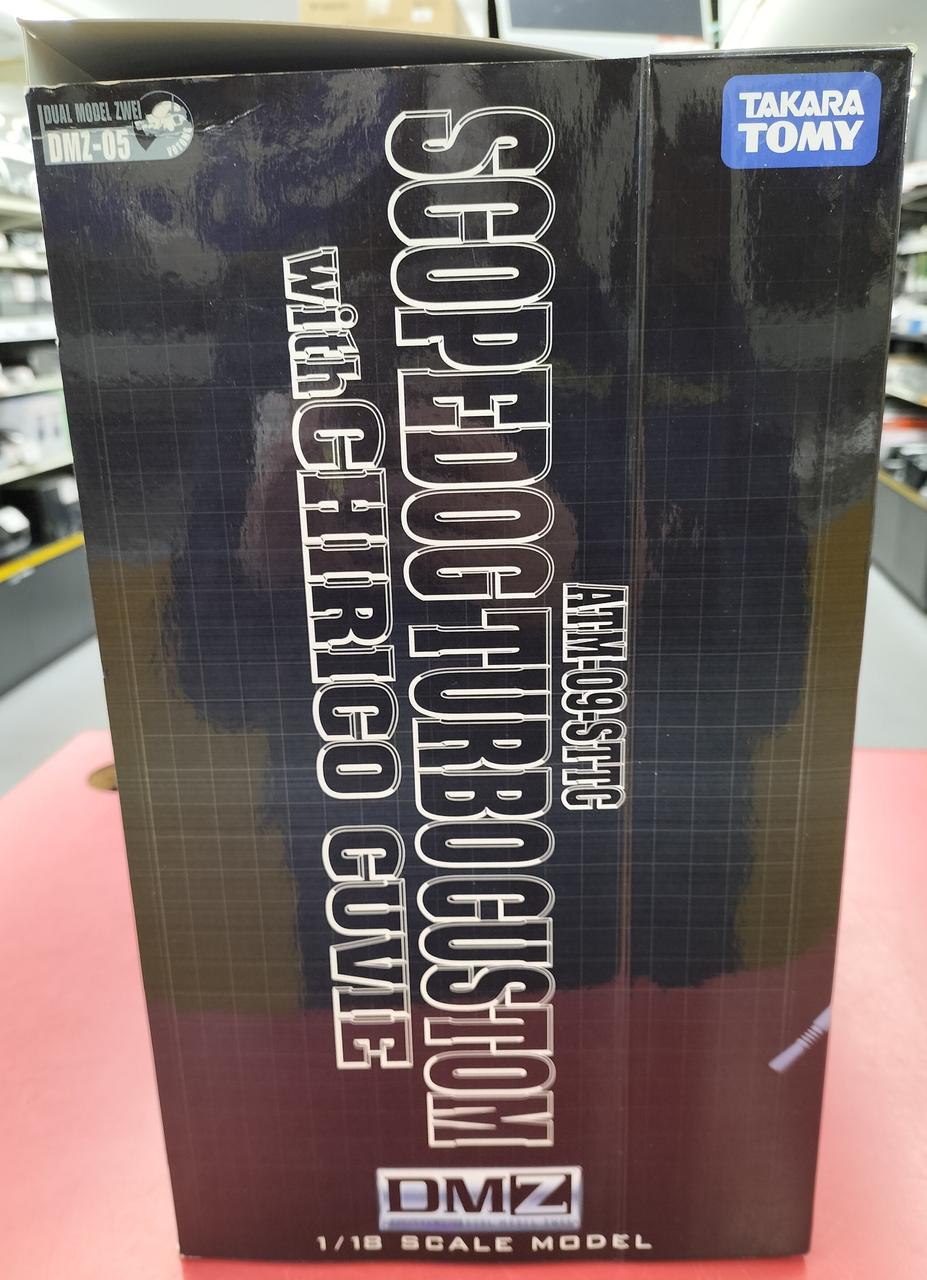 DUAL MODEL ZWEI
DMZ-05
TAKARA
TOMY
ATM-09-STTC
SCOPEDOG TURBO CUSTOM
with CHIRICO CUVIE
DMZ
1/18 SCALE MODEL